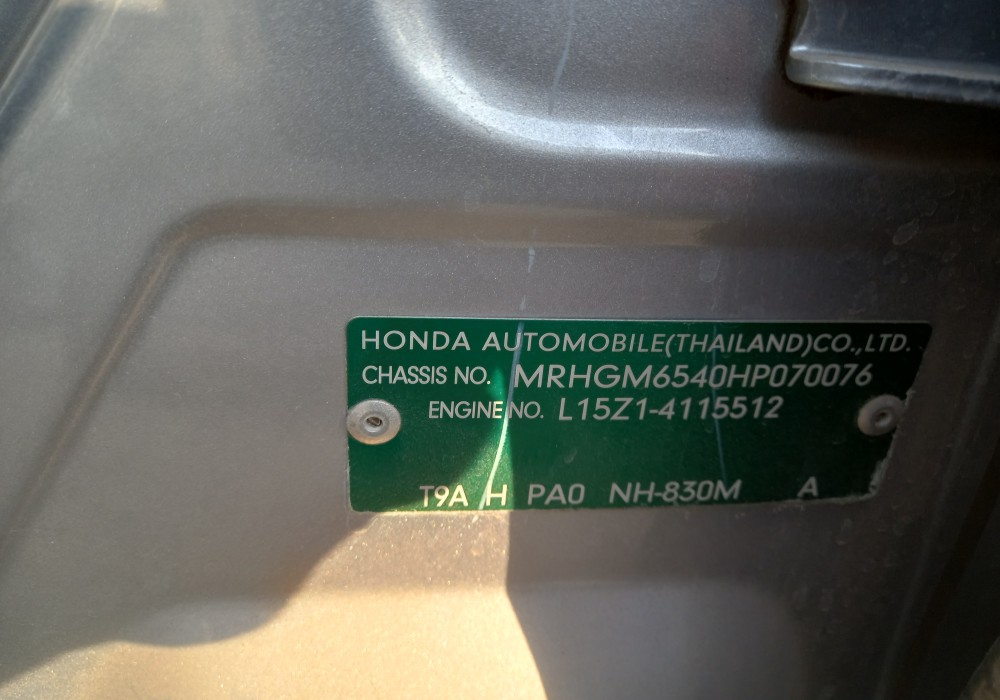 HONDA AUTOMOBILE(THAILAND)CO.,LTD.
CHASSIS NO. MRHGM6540HP070076
ENGINE NO. L15Z1-4115512
T9A H PA0 NH-830M A